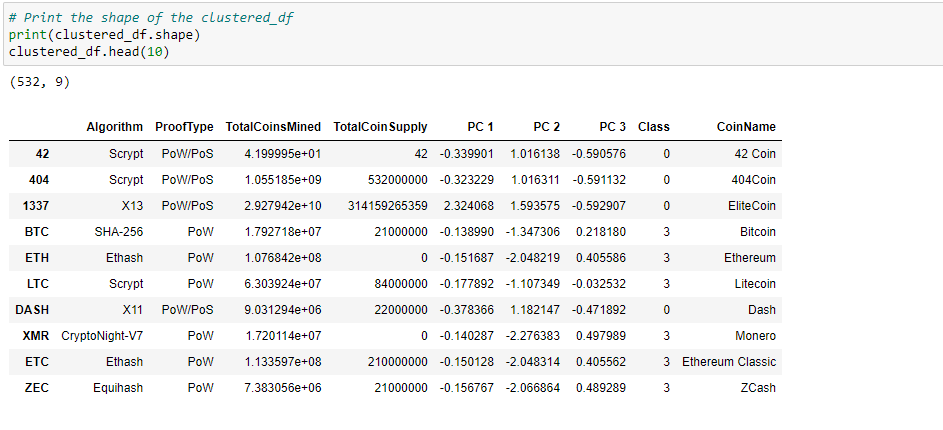 # Print the shape of the clustered_df
print(clustered_df.shape)
clustered_df.head(10)
(532, 9)
Algorithm ProofType TotalCoinsMined TotalCoinSupply PC 1 PC 2 PC 3 Class CoinName
42 Scrypt PoW/PoS 4.199995e+01 42 -0.339901 1.016138 -0.590576 0 42 Coin
404 Scrypt PoW/PoS 1.055185e+09 532000000 -0.323229 1.016311 -0.591132 0 404Coin
1337 X13 PoW/PoS 2.927942e+10 314159265359 2.324068 1.593575 -0.592907 0 EliteCoin
BTC SHA-256 PoW 1.792718e+07 21000000 -0.138990 -1.347306 0.218180 3 Bitcoin
ETH Ethash PoW 1.076842e+08 0 -0.151687 -2.048219 0.405586 3 Ethereum
LTC Scrypt PoW 6.303924e+07 84000000 -0.177892 -1.107349 -0.032532 3 Litecoin
DASH X11 PoW/PoS 9.031294e+06 22000000 -0.378366 1.182147 -0.471892 0 Dash
XMR CryptoNight-V7 PoW 1.720114e+07 0 -0.140287 -2.276383 0.497989 3 Monero
ETC Ethash PoW 1.133597e+08 210000000 -0.150128 -2.048314 0.405562 3 Ethereum Classic
ZEC Equihash PoW 7.383056e+06 21000000 -0.156767 -2.066864 0.489289 3 ZCash